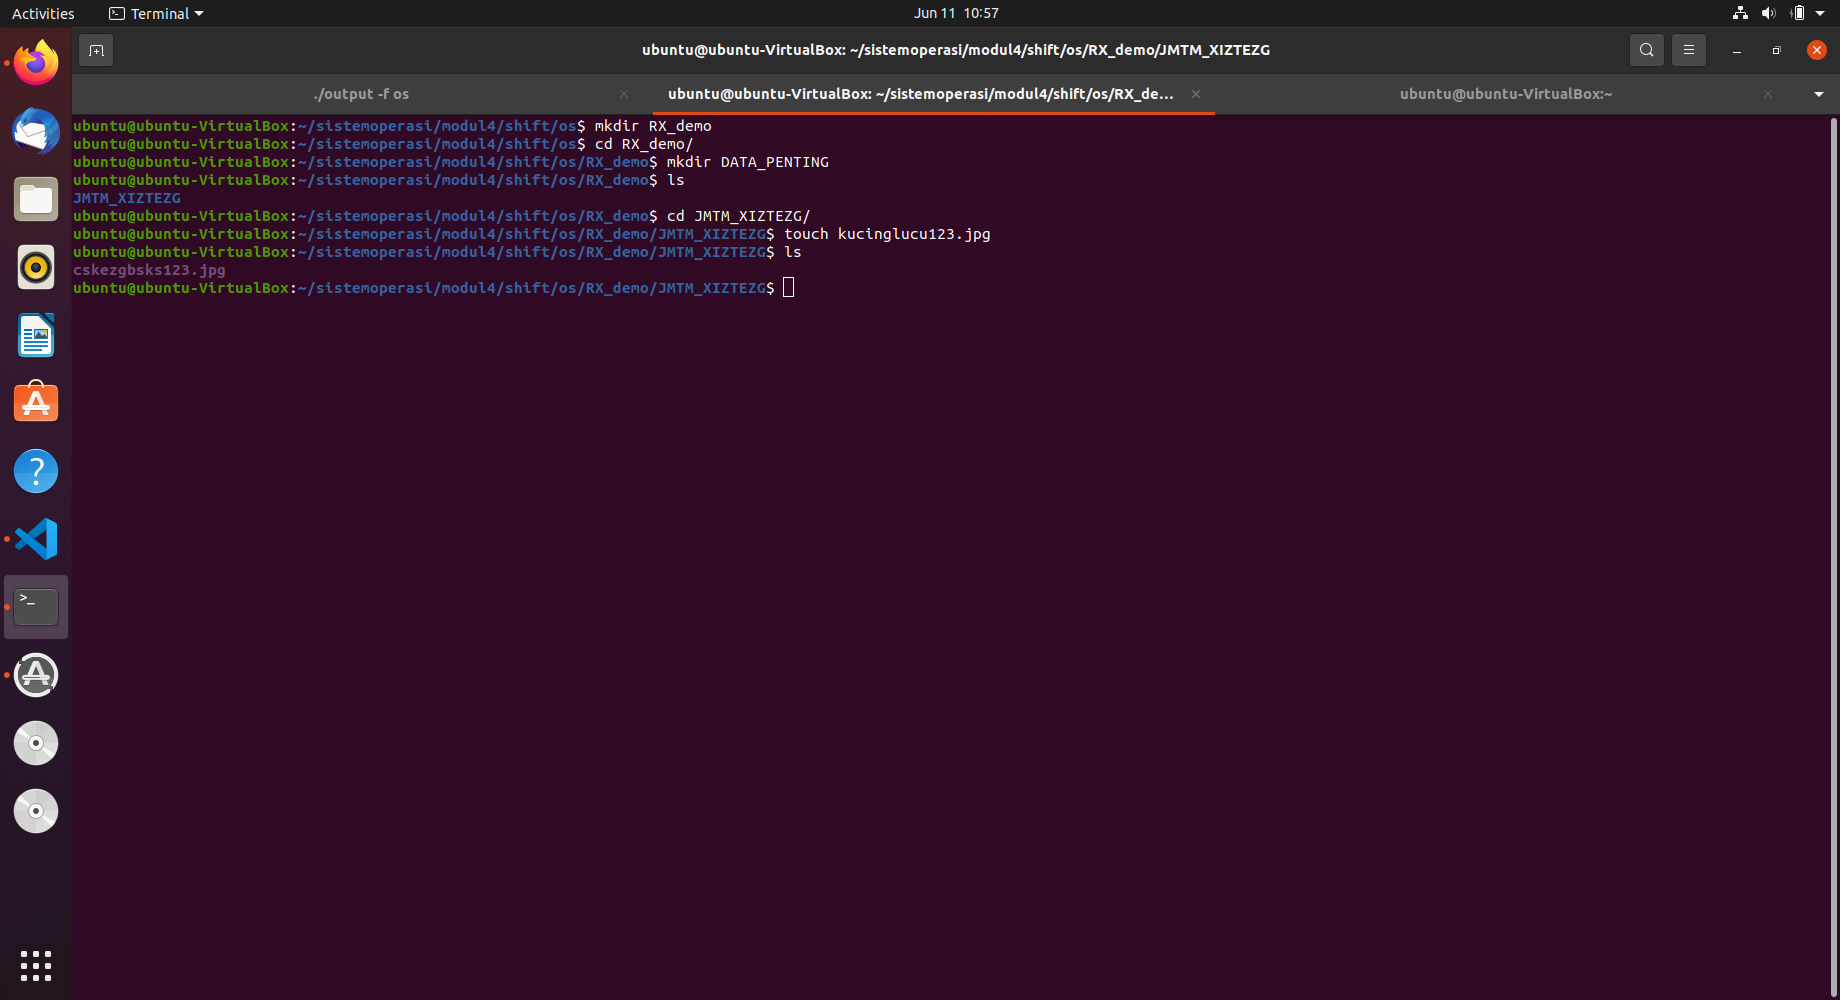 Activities
Terminal
Jun 11 10:57
ubuntu@ubuntu-VirtualBox: ~/sistemoperasi/modul4/shift/os/RX_demo/JMTM_XIZTEZG
./output -f os
ubuntu@ubuntu-VirtualBox: ~/sistemoperasi/modul4/shift/os/RX_de...
ubuntu@ubuntu-VirtualBox:~
ubuntu@ubuntu-VirtualBox:~/sistemoperasi/modul4/shift/os$ mkdir RX_demo
ubuntu@ubuntu-VirtualBox:~/sistemoperasi/modul4/shift/os$ cd RX_demo/
ubuntu@ubuntu-VirtualBox:~/sistemoperasi/modul4/shift/os/RX_demo$ mkdir DATA_PENTING
ubuntu@ubuntu-VirtualBox:~/sistemoperasi/modul4/shift/os/RX_demo$ ls
JMTM_XIZTEZG
ubuntu@ubuntu-VirtualBox:~/sistemoperasi/modul4/shift/os/RX_demo$ cd JMTM_XIZTEZG/
ubuntu@ubuntu-VirtualBox:~/sistemoperasi/modul4/shift/os/RX_demo/JMTM_XIZTEZG$ touch kucinglucu123.jpg
ubuntu@ubuntu-VirtualBox:~/sistemoperasi/modul4/shift/os/RX_demo/JMTM_XIZTEZG$ ls
cskezgbsks123.jpg
ubuntu@ubuntu-VirtualBox:~/sistemoperasi/modul4/shift/os/RX_demo/JMTM_XIZTEZG$